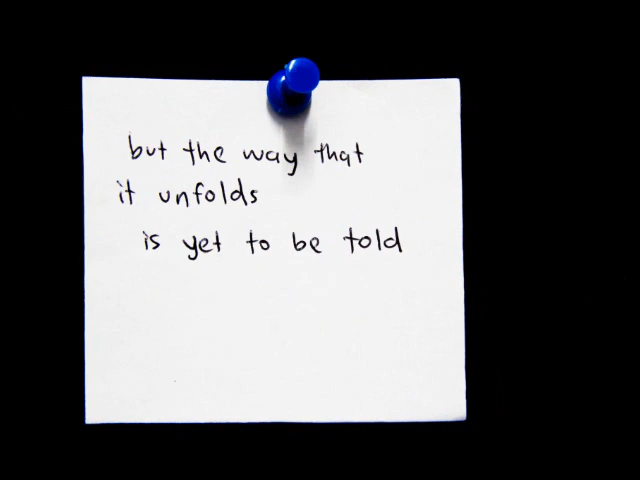 but the way that
it unfolds
is yet to be told